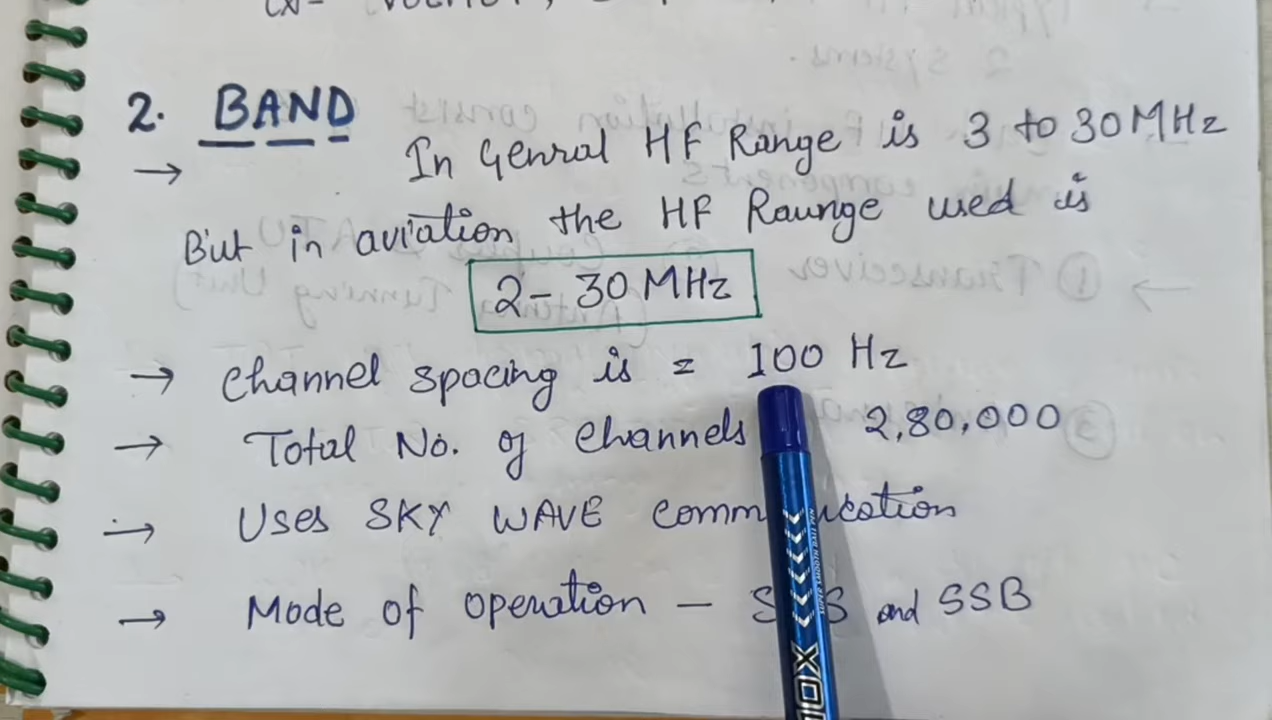 2. BAND
→ In Genral HF Range is 3 to 30 MHz
But in aviation the HF Raunge used is
2 - 30 MHz
→ Channel spacing is = 100 Hz
→ Total No. of Channels 2,80,000
→ Uses SKY WAVE
→ Mode of operation - and SSB